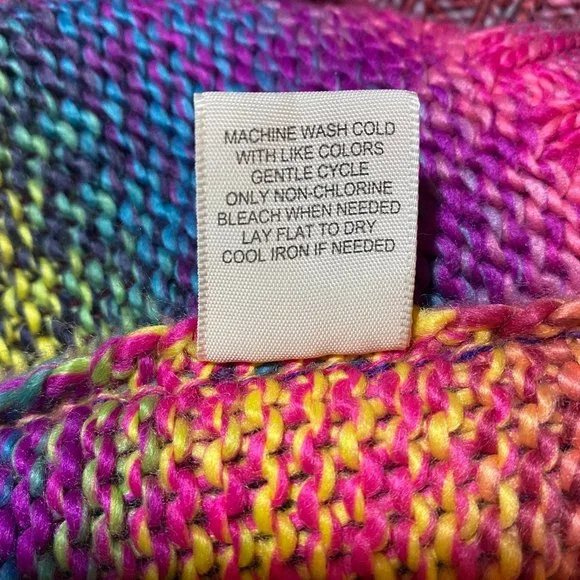 MACHINE WASH COLD
WITH LIKE COLORS
GENTLE CYCLE
ONLY NON-CHLORINE
BLEACH WHEN NEEDED
LAY FLAT TO DRY
COOL IRON IF NEEDED